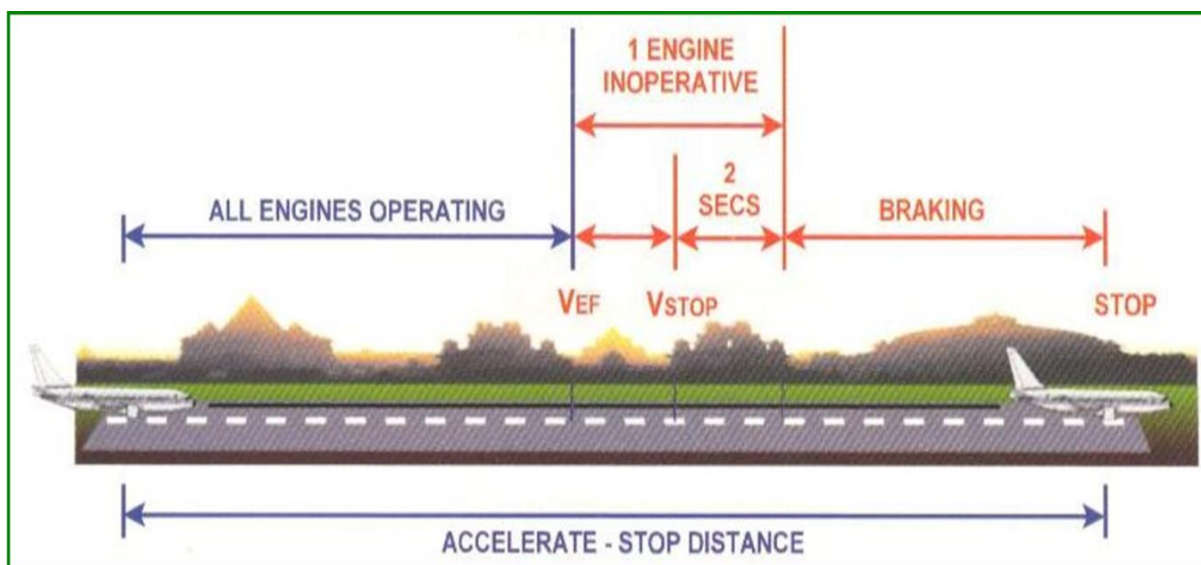 1 ENGINE
INOPERATIVE
2
SECS
ALL ENGINES OPERATING
BRAKING
VEF
VSTOP
STOP
ACCELERATE - STOP DISTANCE